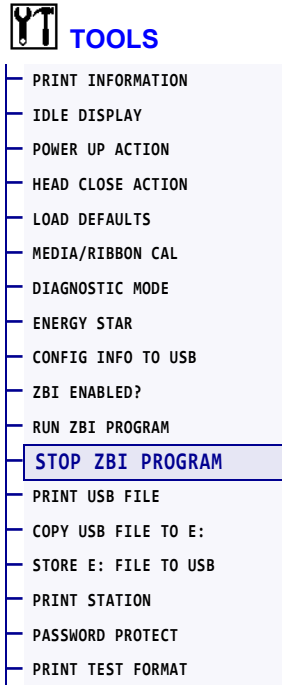 TOOLS
PRINT INFORMATION
IDLE DISPLAY
POWER UP ACTION
HEAD CLOSE ACTION
LOAD DEFAULTS
MEDIA/RIBBON CAL
DIAGNOSTIC MODE
ENERGY STAR
CONFIG INFO TO USB
ZBI ENABLED?
RUN ZBI PROGRAM
STOP ZBI PROGRAM
PRINT USB FILE
COPY USB FILE TO E:
STORE E: FILE TO USB
PRINT STATION
PASSWORD PROTECT
PRINT TEST FORMAT